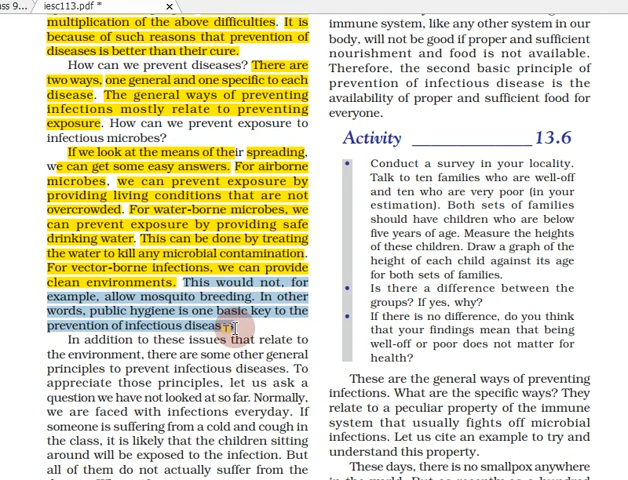 ass 9...
iesc113.pdf * ×
multiplication of the above difficulties. It is
because of such reasons that prevention of
diseases is better than their cure.
How can we prevent diseases? There are
two ways, one general and one specific to each
disease. The general ways of preventing
infections mostly relate to preventing
exposure. How can we prevent exposure to
infectious microbes?
If we look at the means of their spreading,
we can get some easy answers. For airborne
microbes, we can prevent exposure by
providing living conditions that are not
overcrowded. For water-borne microbes, we
can prevent exposure by providing safe
drinking water. This can be done by treating
the water to kill any microbial contamination.
For vector-borne infections, we can provide
clean environments. This would not, for
example, allow mosquito breeding. In other
words, public hygiene is one basic key to the
prevention of infectious diseas
In addition to these issues that relate to
the environment, there are some other general
principles to prevent infectious diseases. To
appreciate those principles, let us ask a
question we have not looked at so far. Normally,
we are faced with infections everyday. If
someone is suffering from a cold and cough in
the class, it is likely that the children sitting
around will be exposed to the infection. But
all of them do not actually suffer from the
immune system, like any other system in our
body, will not be good if proper and sufficient
nourishment and food is not available.
Therefore, the second basic principle of
prevention of infectious disease is the
availability of proper and sufficient food for
everyone.
Activity ______________ 13.6
• Conduct a survey in your locality.
Talk to ten families who are well-off
and ten who are very poor (in your
estimation). Both sets of families
should have children who are below
five years of age. Measure the heights
of these children. Draw a graph of the
height of each child against its age
for both sets of families.
• Is there a difference between the
groups? If yes, why?
• If there is no difference, do you think
that your findings mean that being
well-off or poor does not matter for
health?
These are the general ways of preventing
infections. What are the specific ways? They
relate to a peculiar property of the immune
system that usually fights off microbial
infections. Let us cite an example to try and
understand this property.
These days, there is no smallpox anywhere